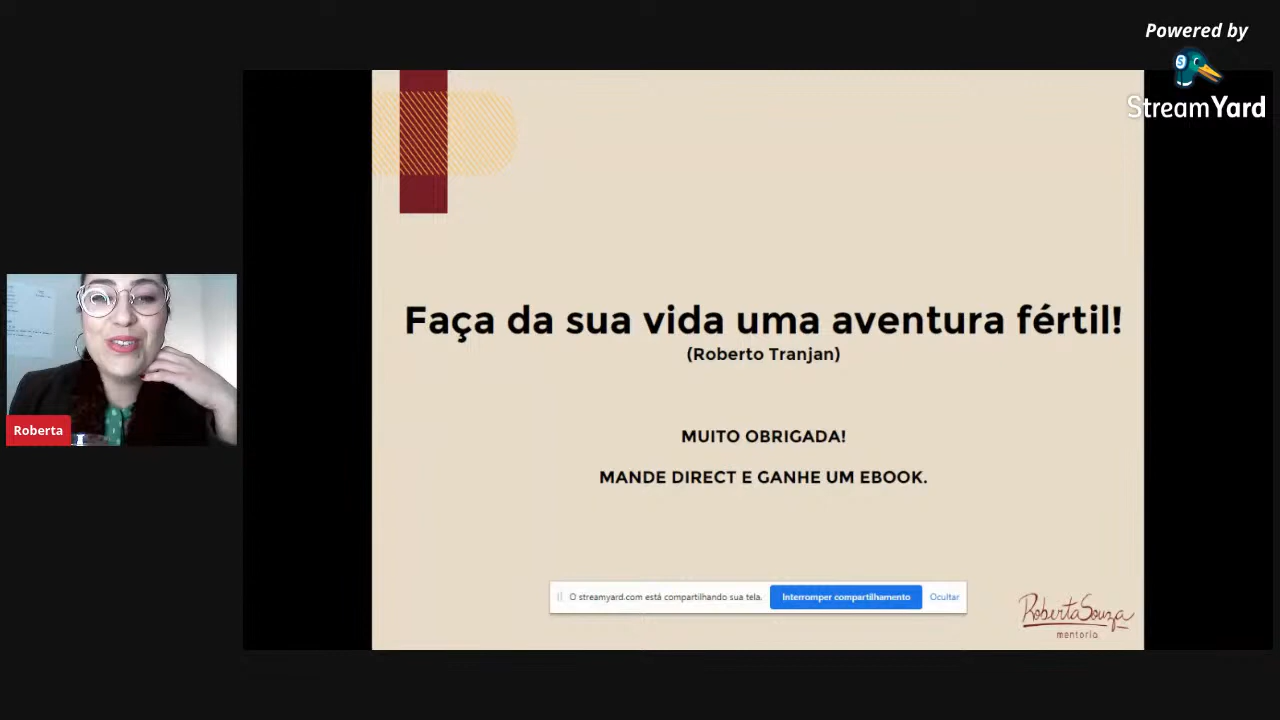 Powered by
StreamYard
Faça da sua vida uma aventura fértil!
(Roberto Tranjan)
MUITO OBRIGADA!
MANDE DIRECT E GANHE UM EBOOK.
Roberta
O streamyard.com está compartilhando sua tela.
Interromper compartilhamento
Ocultar
Roberta Souza
mentoria